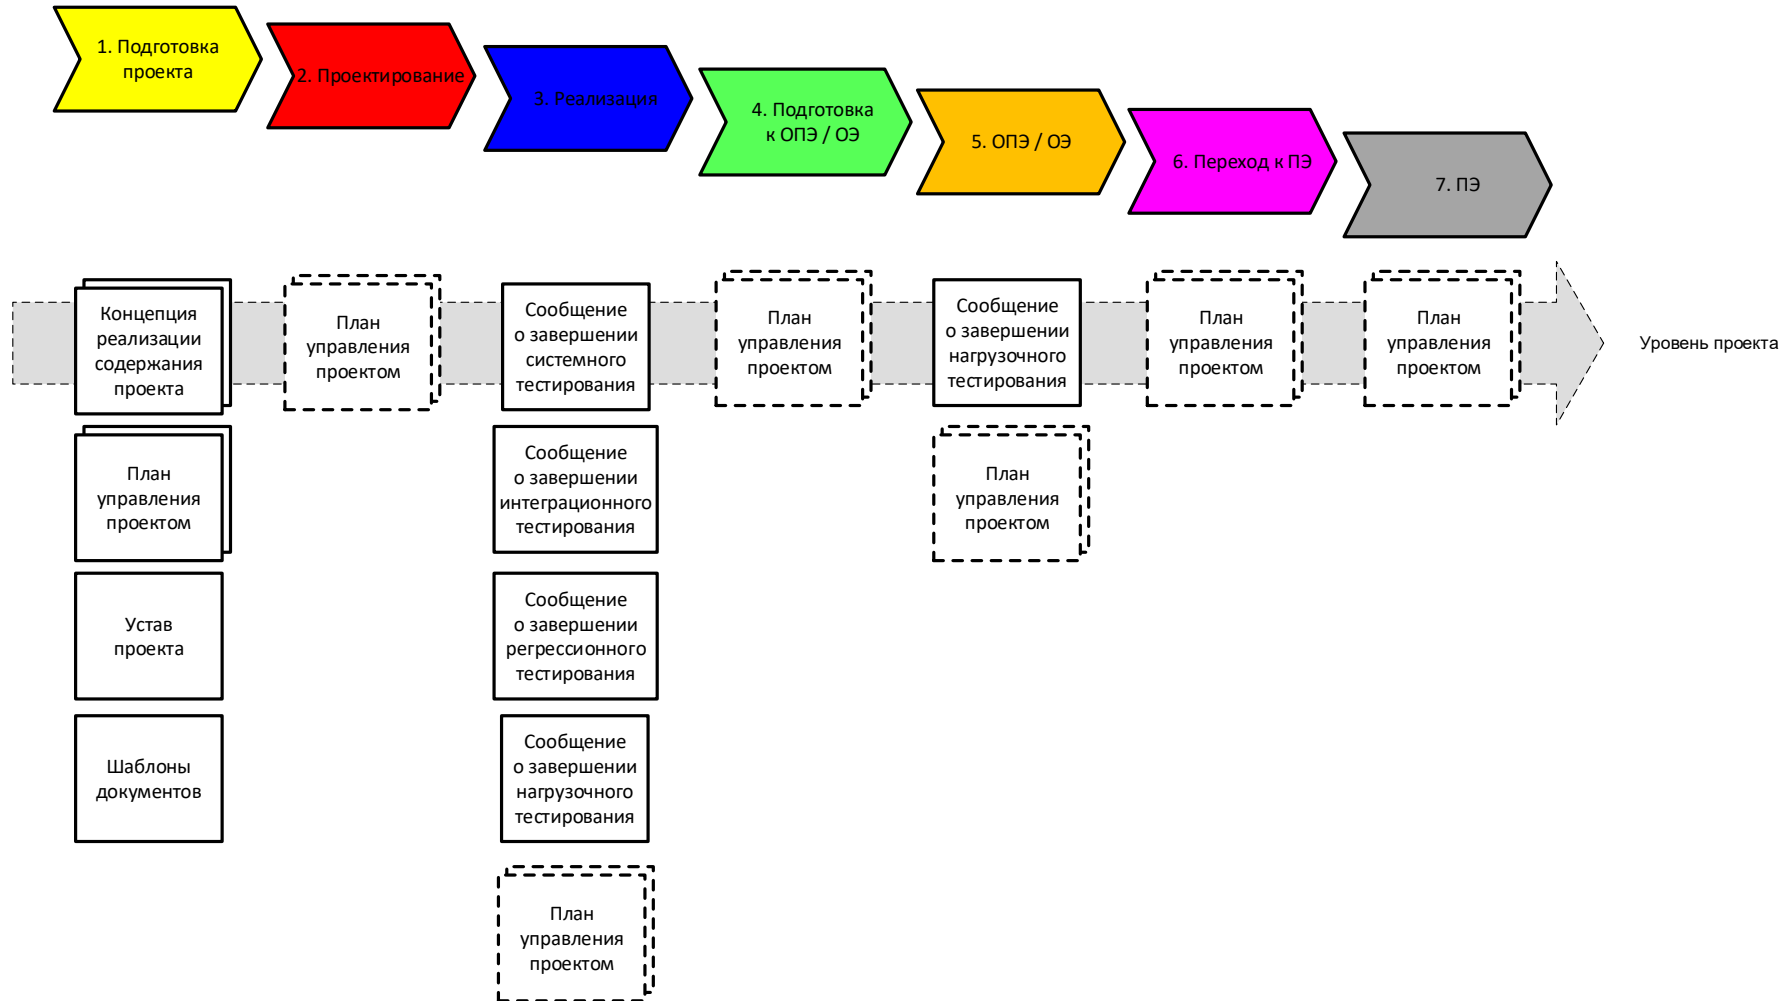 1. Подготовка
проекта
2. Проектирование
3. Реализация
4. Подготовка
к ОПЭ / ОЭ
5. ОПЭ / ОЭ
6. Переход к ПЭ
7. ПЭ
Концепция
реализации
содержания
проекта
План
управления
проектом
Сообщение
о завершении
системного
тестирования
План
управления
проектом
Сообщение
о завершении
нагрузочного
тестирования
План
управления
проектом
План
управления
проектом
Уровень проекта
План
управления
проектом
Сообщение
о завершении
интеграционного
тестирования
План
управления
проектом
Устав
проекта
Сообщение
о завершении
регрессионного
тестирования
Шаблоны
документов
Сообщение
о завершении
нагрузочного
тестирования
План
управления
проектом